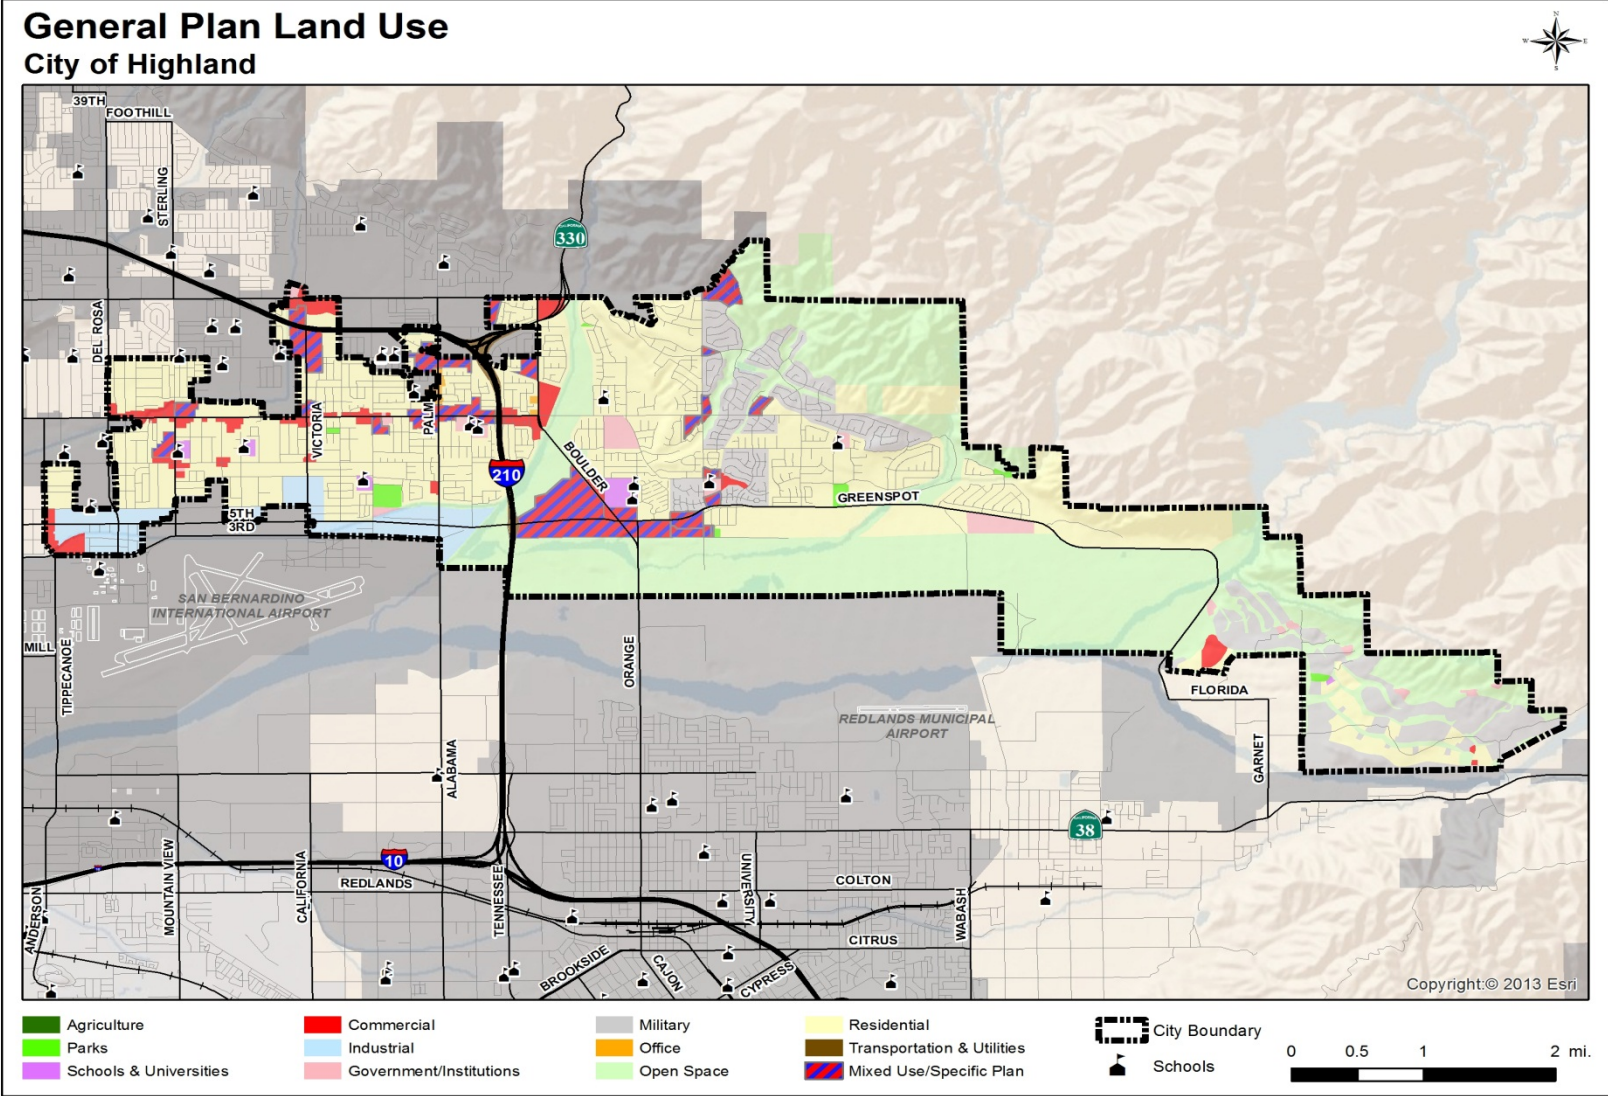 General Plan Land Use
City of Highland
N
W E
S
39TH
FOOTHILL
STERLING
330
DEL ROSA
VICTORIA
PALM
BOULDER
210
GREENSPOT
5TH
3RD
SAN BERNARDINO
INTERNATIONAL AIRPORT
MILL
TIPPECANOE
ORANGE
FLORIDA
REDLANDS MUNICIPAL
AIRPORT
ALABAMA
GARNET
38
10
REDLANDS
MOUNTAIN VIEW
CALIFORNIA
TENNESSEE
UNIVERSITY
COLTON
WABASH
ANDERSON
CITRUS
BROOKSIDE
CAJON
CYPRESS
Copyright:© 2013 Esri
Agriculture
Parks
Schools & Universities
Commercial
Industrial
Government/Institutions
Military
Office
Open Space
Residential
Transportation & Utilities
Mixed Use/Specific Plan
City Boundary
Schools
0 0.5 1 2 mi.